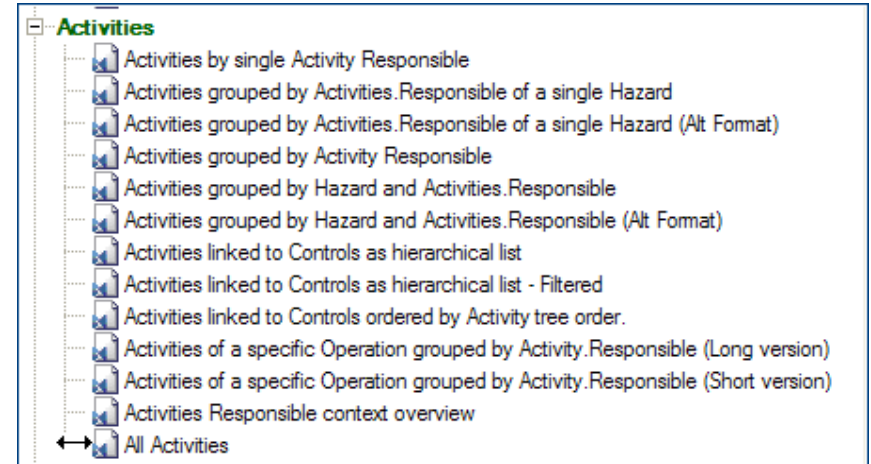 Activities
Activities by single Activity Responsible
Activities grouped by Activities.Responsible of a single Hazard
Activities grouped by Activities.Responsible of a single Hazard (Alt Format)
Activities grouped by Activity Responsible
Activities grouped by Hazard and Activities.Responsible
Activities grouped by Hazard and Activities.Responsible (Alt Format)
Activities linked to Controls as hierarchical list
Activities linked to Controls as hierarchical list - Filtered
Activities linked to Controls ordered by Activity tree order.
Activities of a specific Operation grouped by Activity.Responsible (Long version)
Activities of a specific Operation grouped by Activity.Responsible (Short version)
Activities Responsible context overview
All Activities